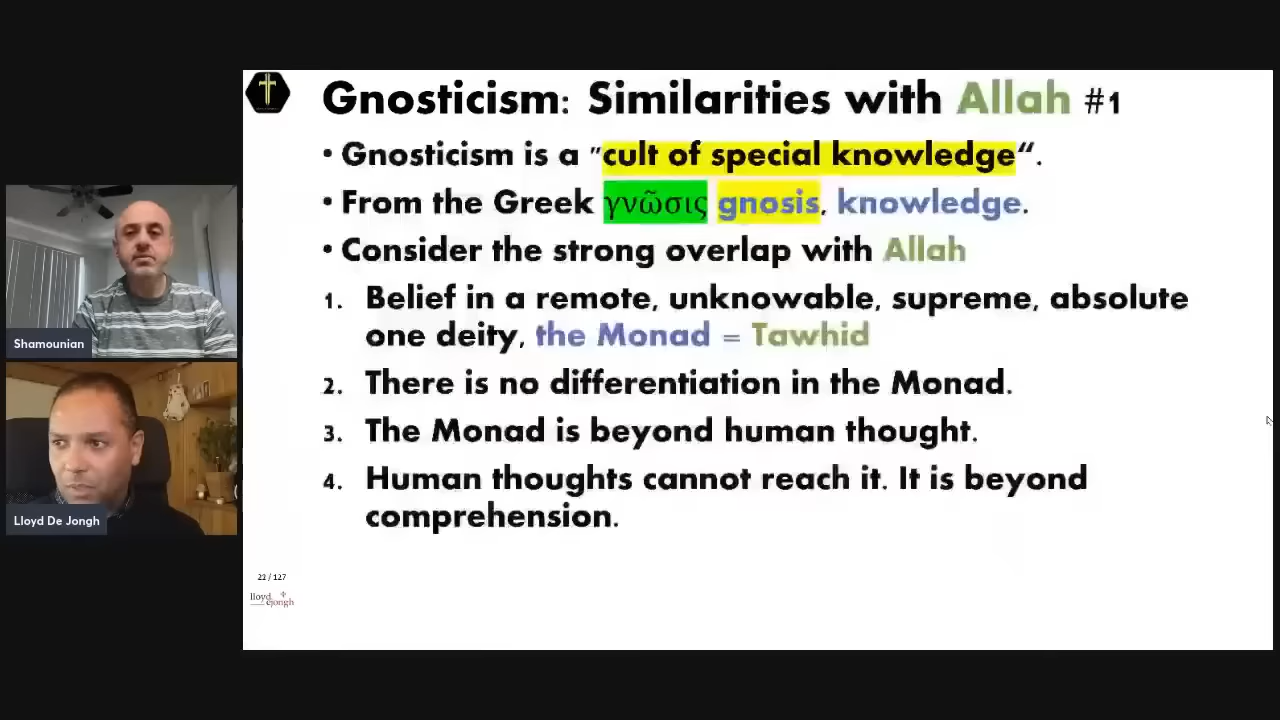 Gnosticism: Similarities with Allah #1
• Gnosticism is a "cult of special knowledge“.
• From the Greek γνῶσις gnosis, knowledge.
• Consider the strong overlap with Allah
1. Belief in a remote, unknowable, supreme, absolute
one deity, the Monad = Tawhid
2. There is no differentiation in the Monad.
3. The Monad is beyond human thought.
4. Human thoughts cannot reach it. It is beyond
comprehension.
Shamounian
Lloyd De Jongh
22 / 127
lloyd
dejongh